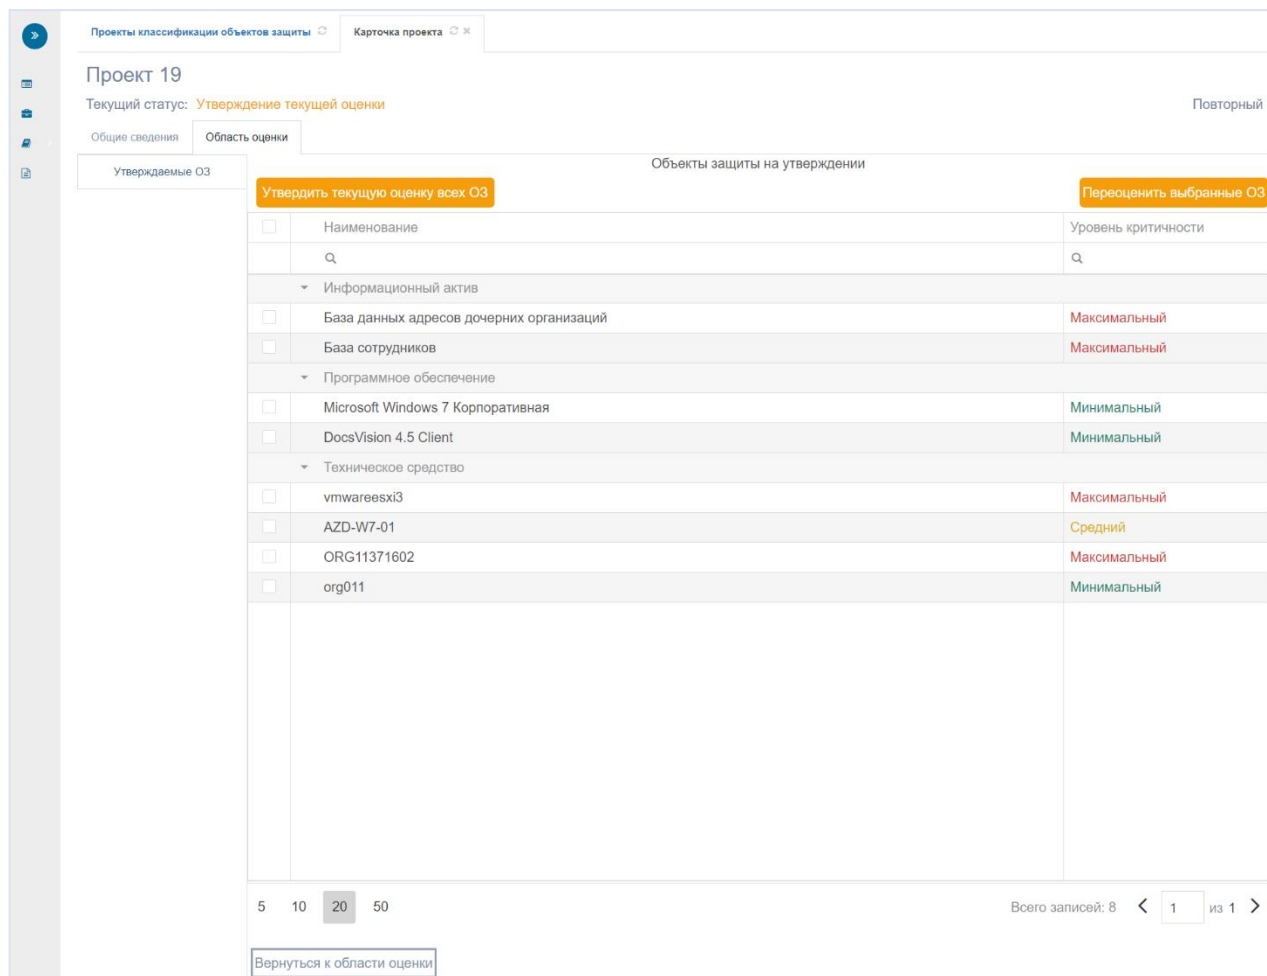 Проекты классификации объектов защиты Карточка проекта
Проект 19
Текущий статус: Утверждение текущей оценки Повторный
Общие сведения Область оценки
Утверждаемые ОЗ Объекты защиты на утверждении
Утвердить текущую оценку всех ОЗ Переоценить выбранные ОЗ
Наименование Уровень критичности
Информационный актив
База данных адресов дочерних организаций Максимальный
База сотрудников Максимальный
Программное обеспечение
Microsoft Windows 7 Корпоративная Минимальный
DocsVision 4.5 Client Минимальный
Техническое средство
vmwareesxi3 Максимальный
AZD-W7-01 Средний
ORG11371602 Максимальный
org011 Минимальный
5 10 20 50 Всего записей: 8 1 из 1
Вернуться к области оценки